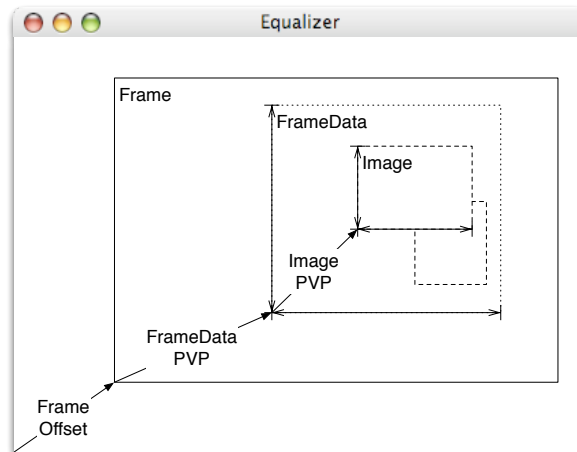 Equalizer
Frame
FrameData
Image
Image
PVP
FrameData
PVP
Frame
Offset